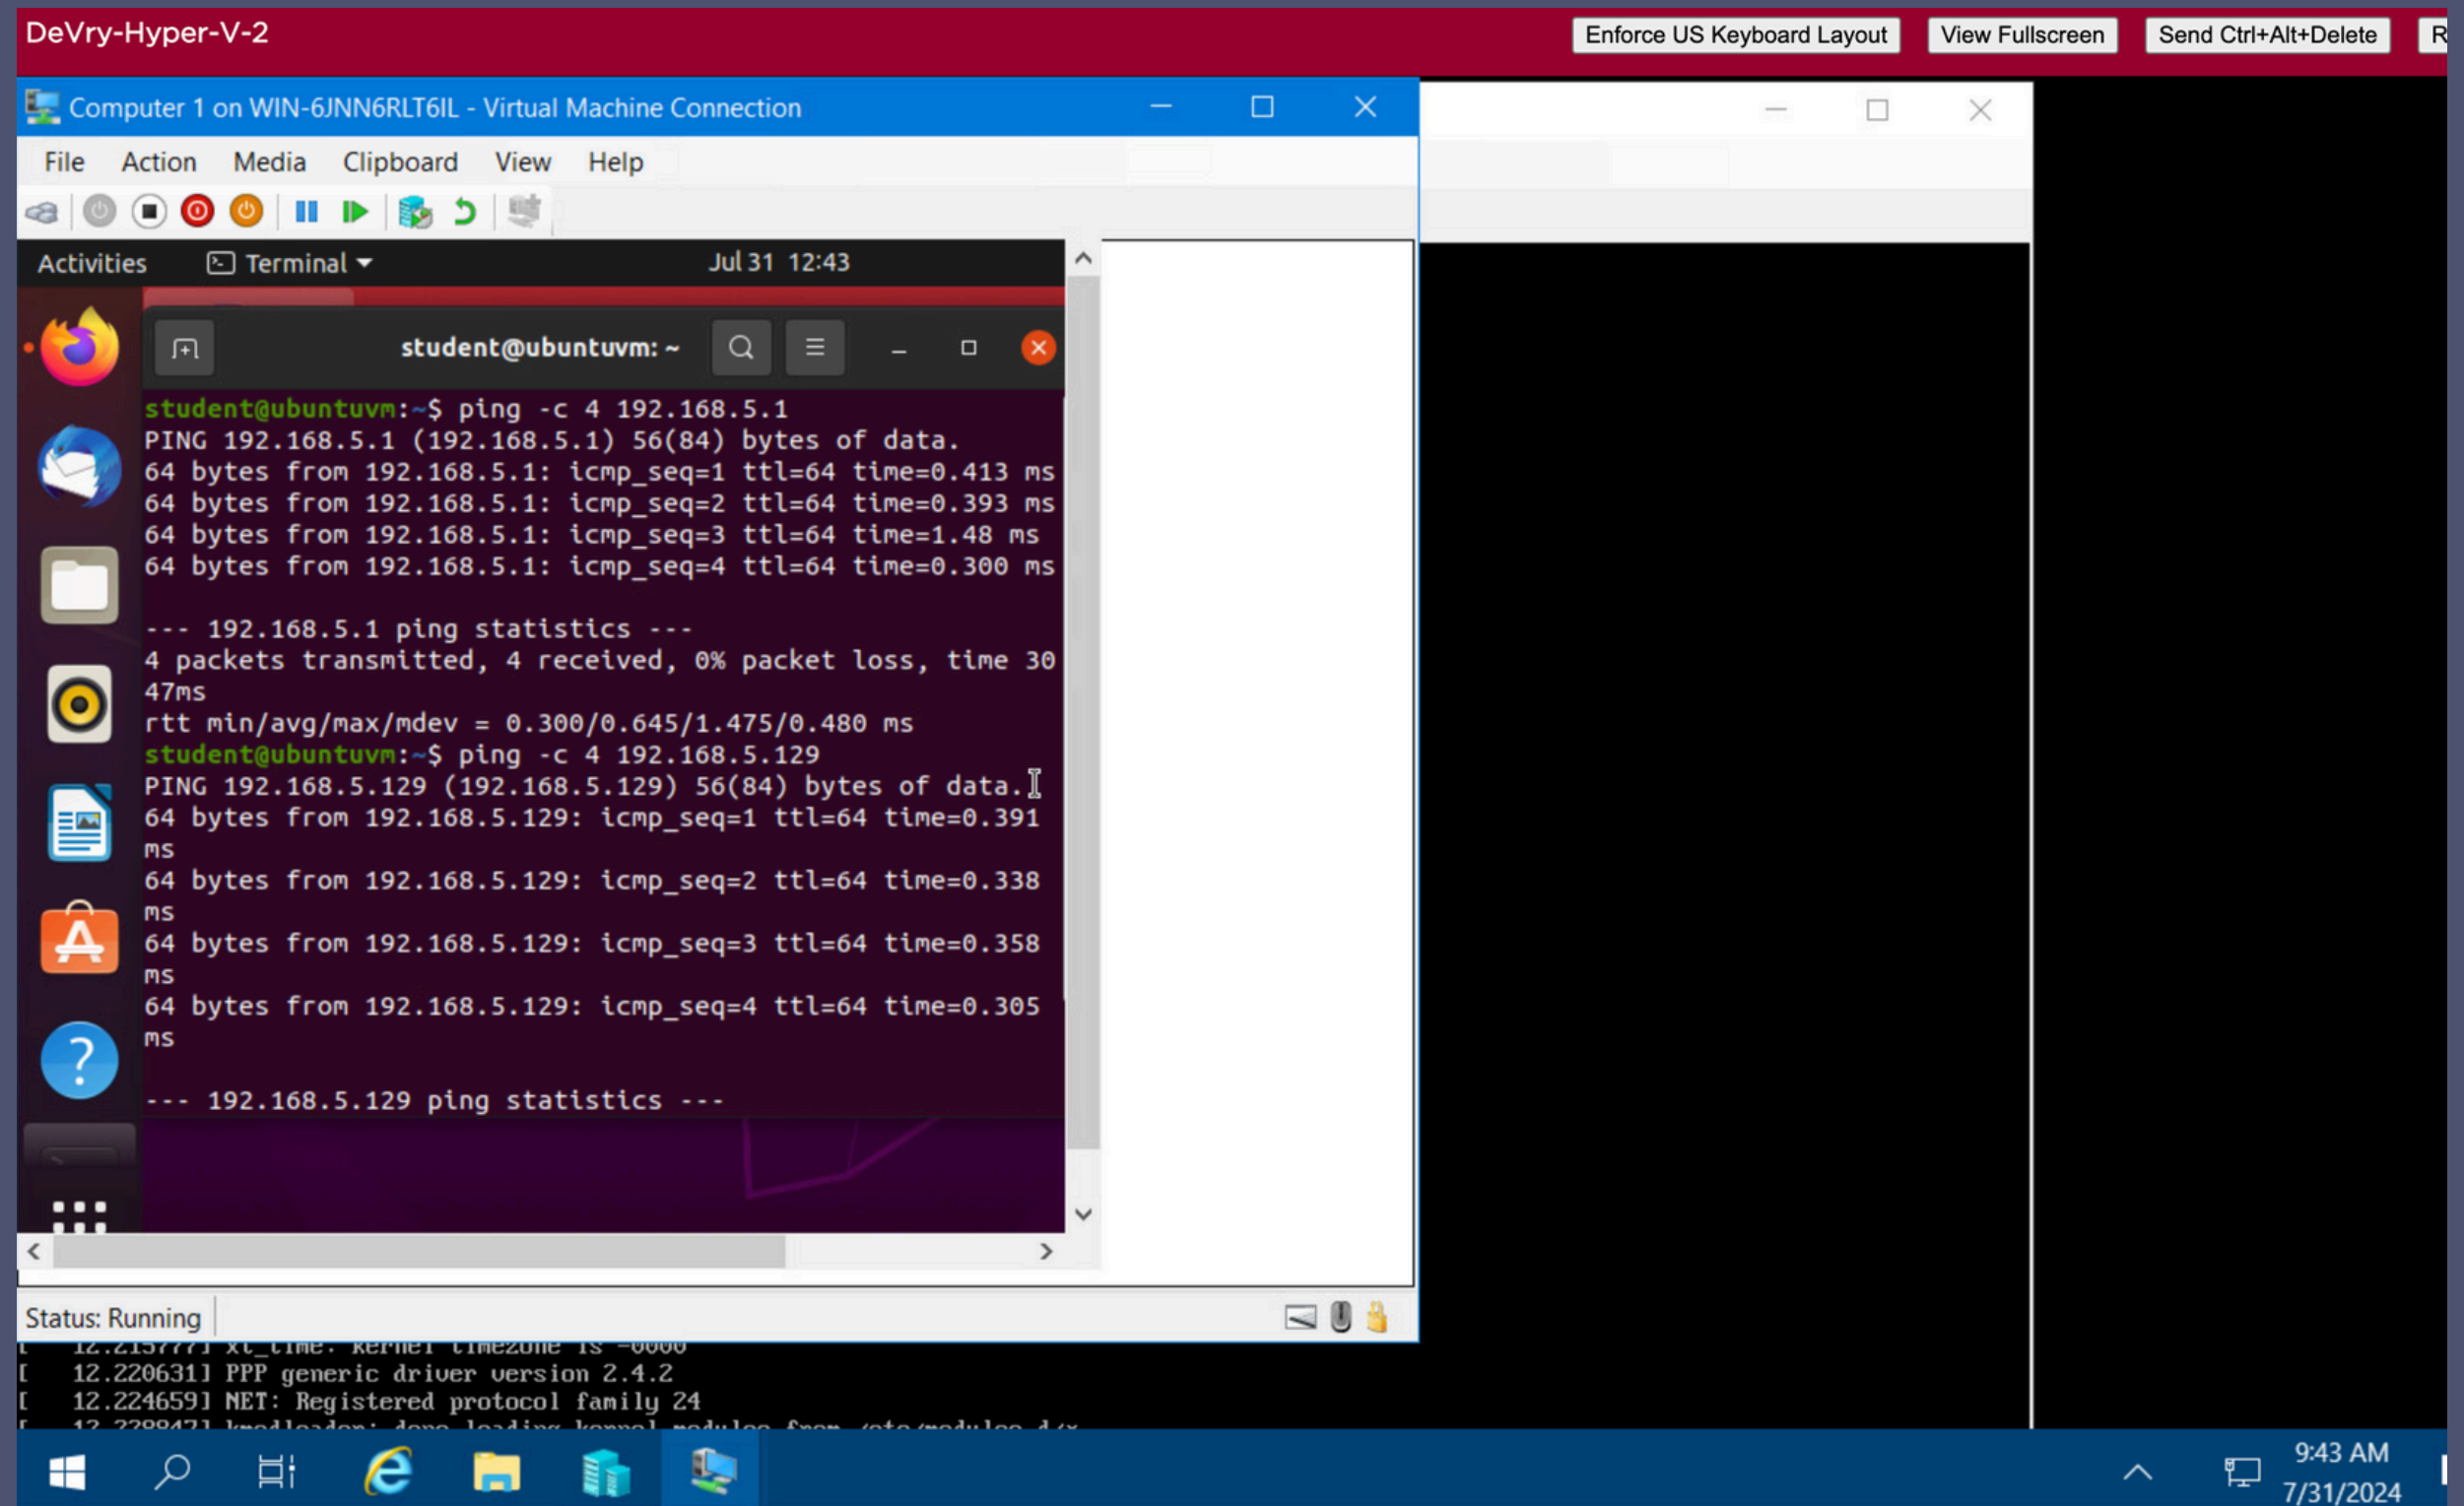 DeVry-Hyper-V-2
Enforce US Keyboard Layout
View Fullscreen
Send Ctrl+Alt+Delete
Computer 1 on WIN-6JNN6RLT6IL - Virtual Machine Connection
File Action Media Clipboard View Help
Activities Terminal Jul 31 12:43
student@ubuntuvm: ~
student@ubuntuvm:~$ ping -c 4 192.168.5.1
PING 192.168.5.1 (192.168.5.1) 56(84) bytes of data.
64 bytes from 192.168.5.1: icmp_seq=1 ttl=64 time=0.413 ms
64 bytes from 192.168.5.1: icmp_seq=2 ttl=64 time=0.393 ms
64 bytes from 192.168.5.1: icmp_seq=3 ttl=64 time=1.48 ms
64 bytes from 192.168.5.1: icmp_seq=4 ttl=64 time=0.300 ms
--- 192.168.5.1 ping statistics ---
4 packets transmitted, 4 received, 0% packet loss, time 30
47ms
rtt min/avg/max/mdev = 0.300/0.645/1.475/0.480 ms
student@ubuntuvm:~$ ping -c 4 192.168.5.129
PING 192.168.5.129 (192.168.5.129) 56(84) bytes of data.
64 bytes from 192.168.5.129: icmp_seq=1 ttl=64 time=0.391
ms
64 bytes from 192.168.5.129: icmp_seq=2 ttl=64 time=0.338
ms
64 bytes from 192.168.5.129: icmp_seq=3 ttl=64 time=0.358
ms
64 bytes from 192.168.5.129: icmp_seq=4 ttl=64 time=0.305
ms
--- 192.168.5.129 ping statistics ---
Status: Running
[ 12.215777] xt_time: kernel timezone is -0000
[ 12.220631] PPP generic driver version 2.4.2
[ 12.224659] NET: Registered protocol family 24
9:43 AM
7/31/2024